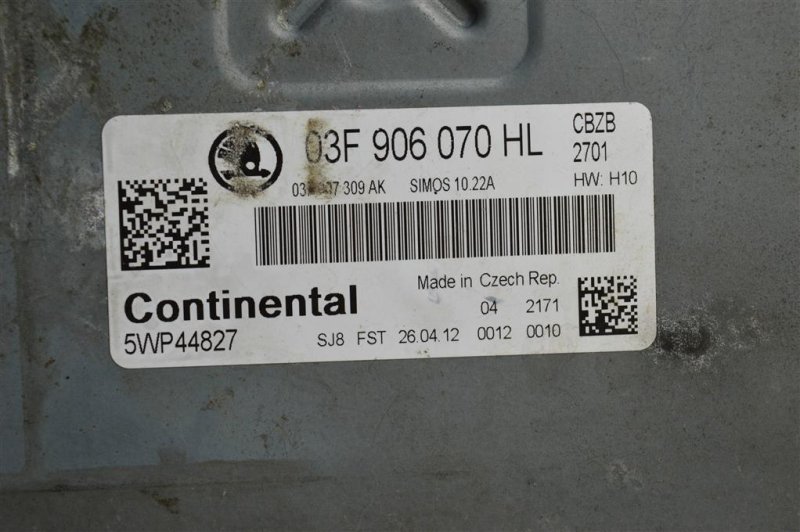 03F 906 070 HL
CBZB
2701
309 AK SIMOS 10.22A
HW: H10
Made in Czech Rep.
Continental
04 2171
5WP44827
SJ8 FST 26.04.12 0012 0010